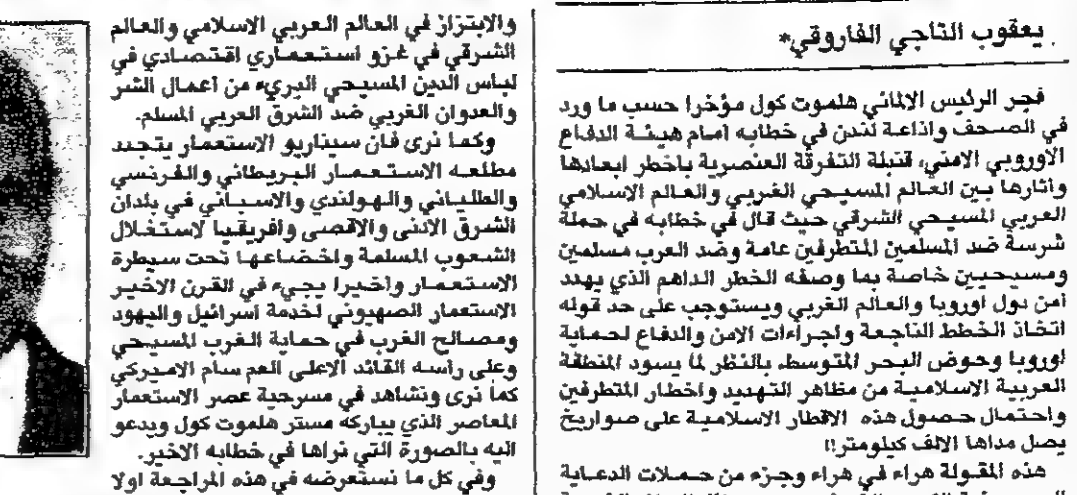 يعقوب التاجي الفاروقي*
فجر الرئيس الالماني هلموت كول مؤخرا حسب ما ورد
في الصحف واذاعة لندن في خطابه امام هيئة الدفاع
الاوروبي الامني، قنبلة التفرقة العنصرية باخطر ابعادها
وآثارها بين العالم المسيحي الغربي والعالم الاسلامي
العربي المسيحي الشرقي حيث قال في خطابه في حملة
شرسة ضد المسلمين المتطرفين عامة وضد العرب مسلمين
ومسيحيين خاصة بما وصفه الخطر الداهم الذي يهدد
امن دول اوروبا والعالم الغربي ويستوجب على حد قوله
اتخاذ الخطط الناجعة واجراءات الامن والدفاع لحماية
اوروبا وحوض البحر المتوسط، بالنظر لما يسود المنطقة
العربية الاسلامية من مظاهر التهديد واخطار المتطرفين
واحتمال حصول هذه الاقطار الاسلامية على صواريخ
يصل مداها الالف كيلومتر!!
هذه المقولة هراء في هراء وجزء من حملات الدعاية
والابتزاز في العالم العربي الاسلامي والعالم
الشرقي في غزو استعماري اقتصادي في
لباس الدين المسيحي البريء من اعمال الشر
والعدوان الغربي ضد الشرق العربي المسلم.
وكما نرى فان سيناريو الاستعمار يتجدد
مطلعه الاستعمار البريطاني والفرنسي
والطلياني والهولندي والاسباني في بلدان
الشرق الادنى والاقصى وافريقيا لاستغلال
الشعوب المسلمة واخضاعها تحت سيطرة
الاستعمار واخيرا يجيء في القرن الاخير
الاستعمار الصهيوني لخدمة اسرائيل واليهود
ومصالح الغرب في حماية الغرب المسيحي
وعلى راسه القائد الاعلى العم سام الاميركي
كما نرى ونشاهد في مسرحية عصر الاستعمار
المعاصر الذي يباركه مستر هلموت كول ويدعو
اليه بالصورة التي نراها في خطابه الاخير.
وفي كل ما نستعرضه في هذه المراجعة اولا